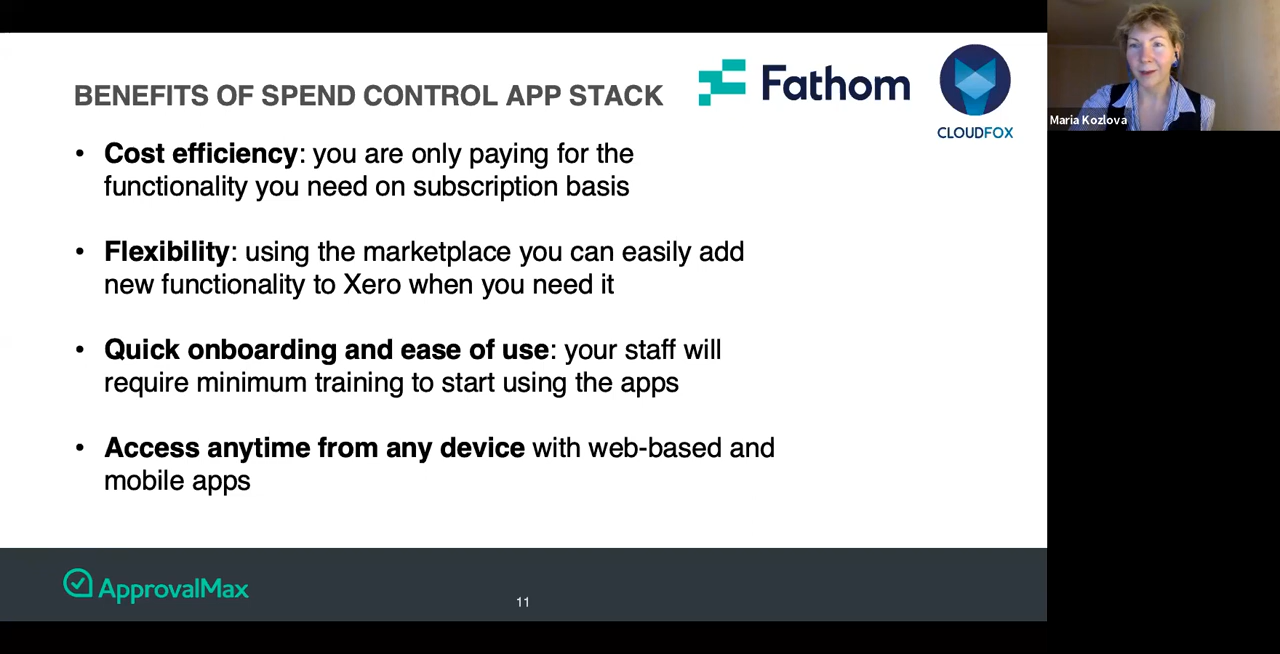 BENEFITS OF SPEND CONTROL APP STACK
Fathom
CLOUDFOX
Maria Kozlova
• Cost efficiency: you are only paying for the
functionality you need on subscription basis
• Flexibility: using the marketplace you can easily add
new functionality to Xero when you need it
• Quick onboarding and ease of use: your staff will
require minimum training to start using the apps
• Access anytime from any device with web-based and
mobile apps
ApprovalMax
11